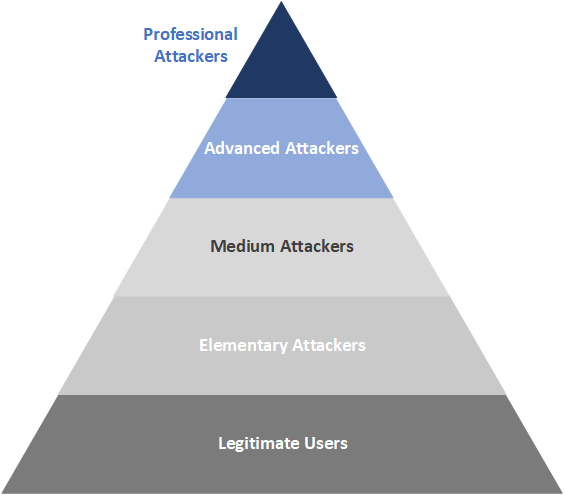 Professional
Attackers
Advanced Attackers
Medium Attackers
Elementary Attackers
Legitimate Users